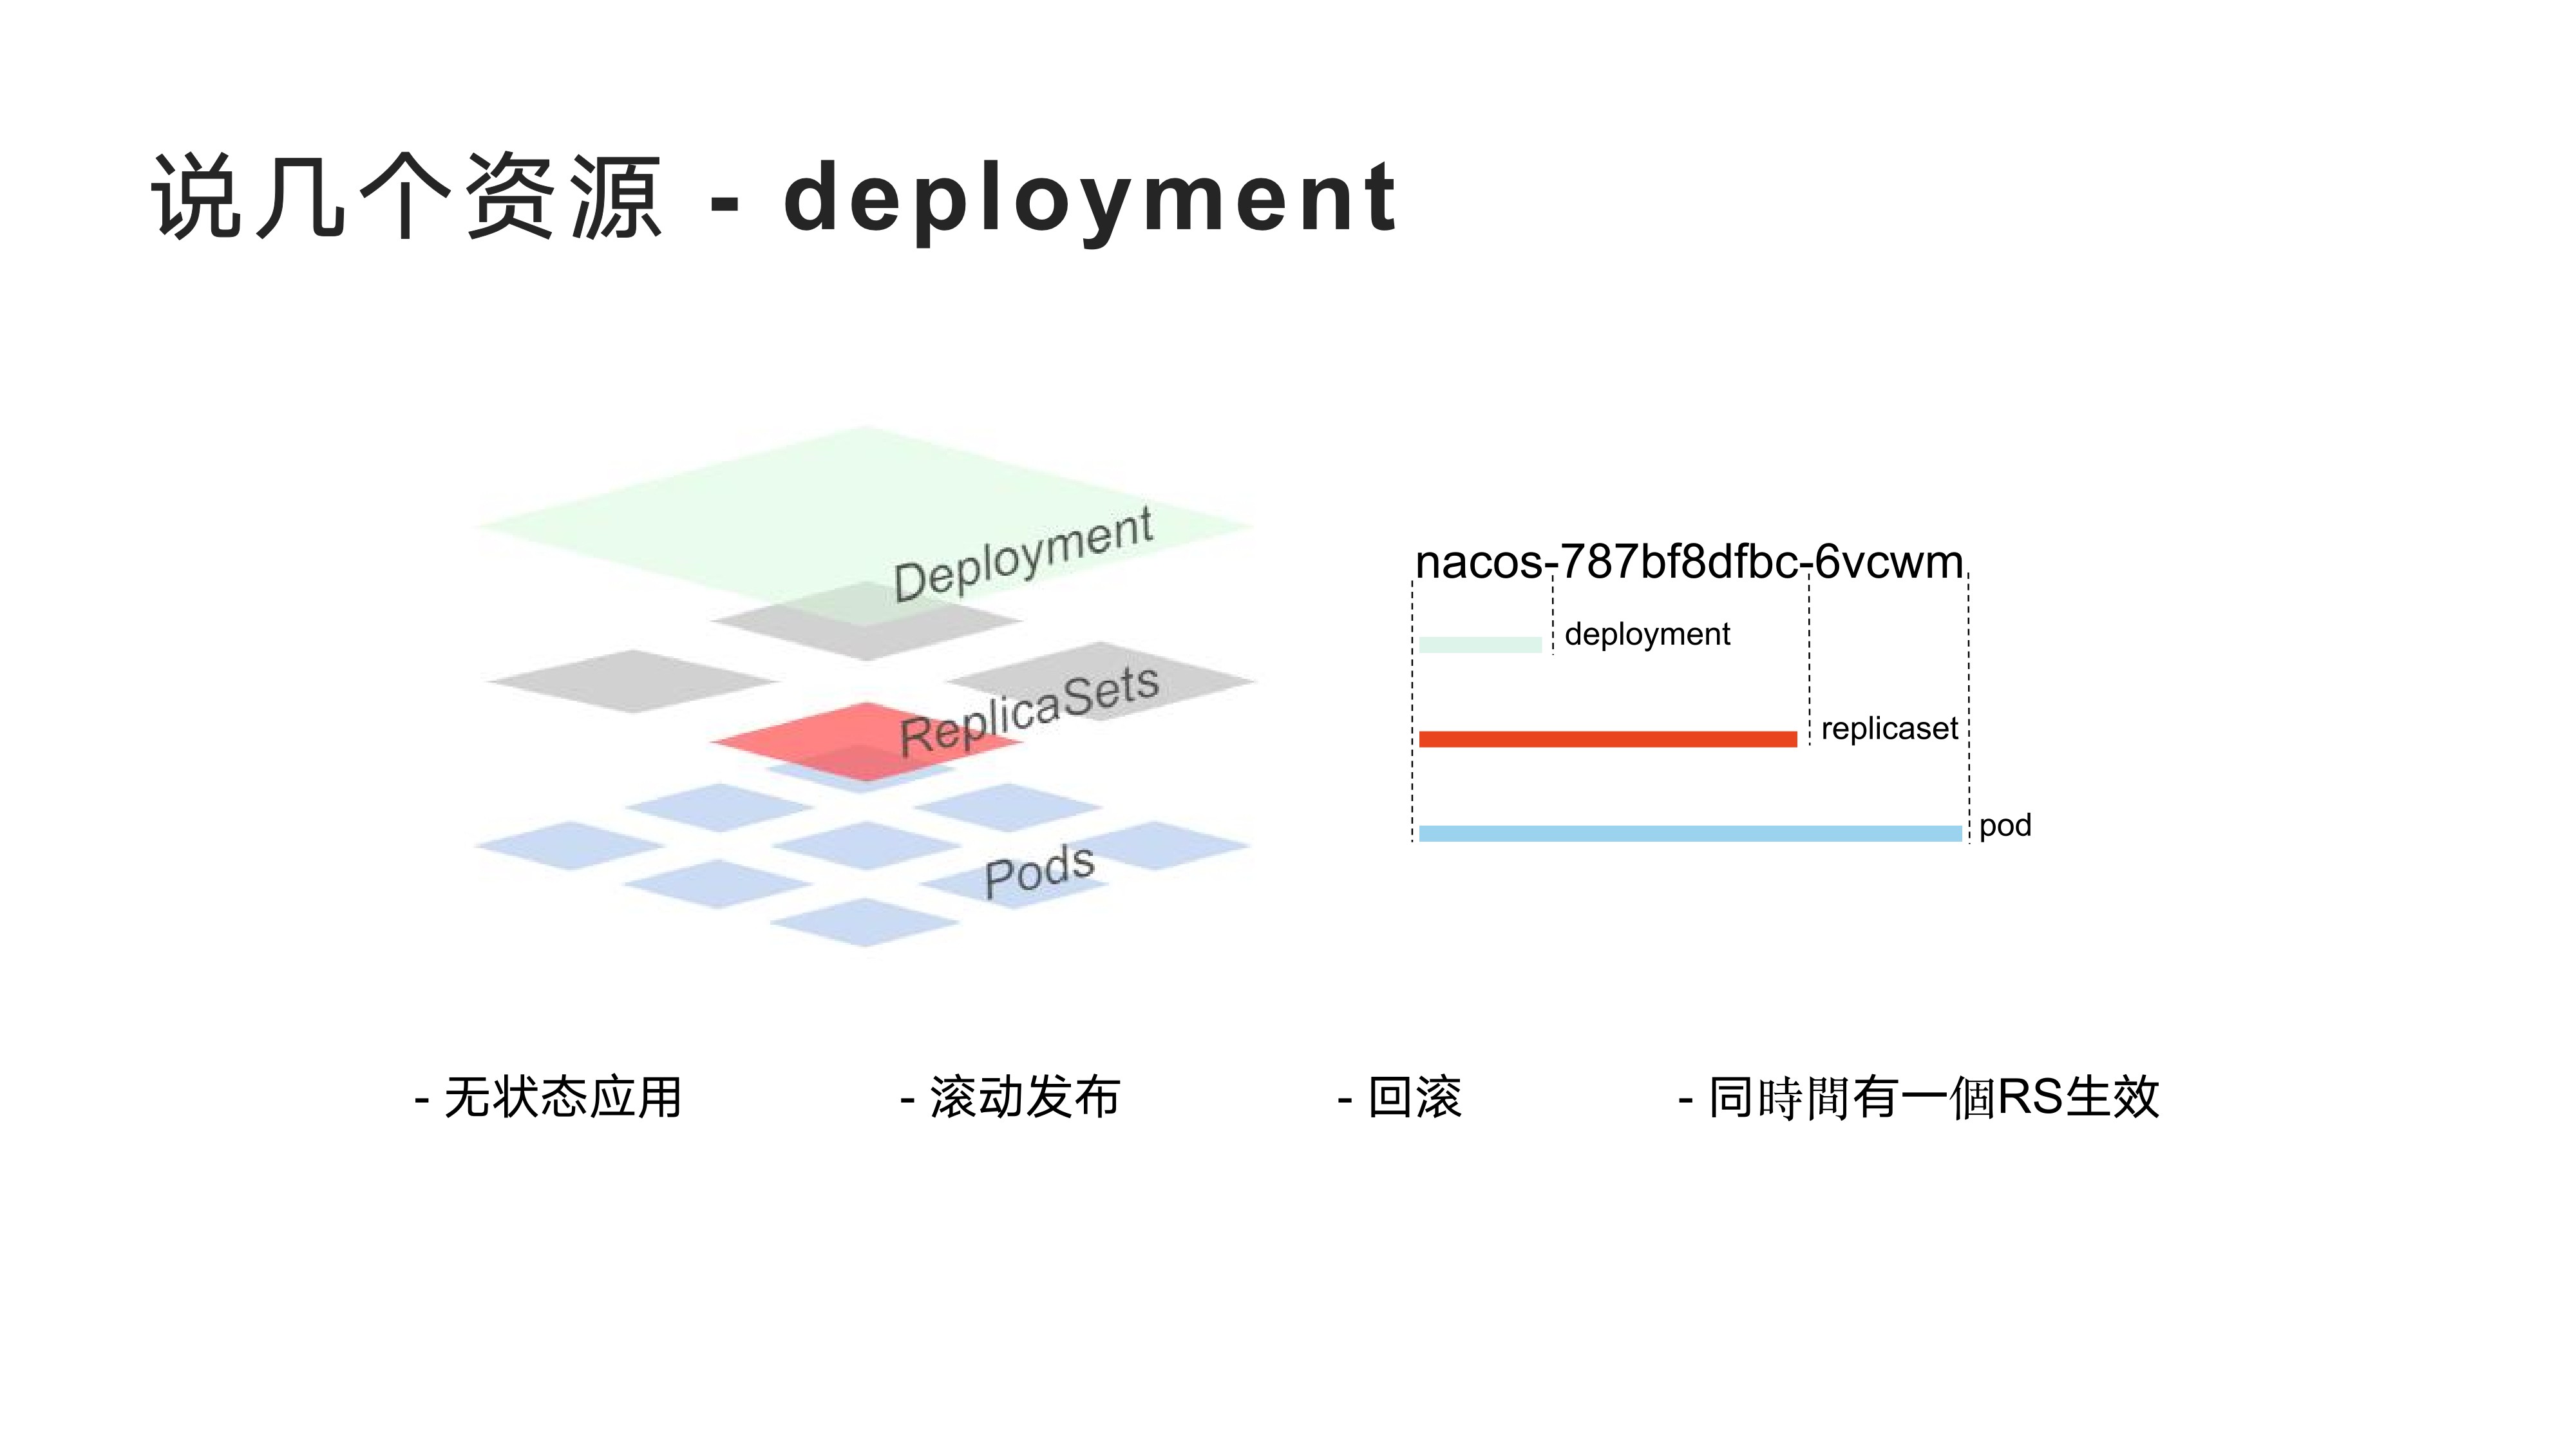 说几个资源 - deployment
Deployment
ReplicaSets
Pods
nacos-787bf8dfbc-6vcwm
deployment
replicaset
pod
- 无状态应用
- 滚动发布
- 回滚
- 同時間有一個RS生效